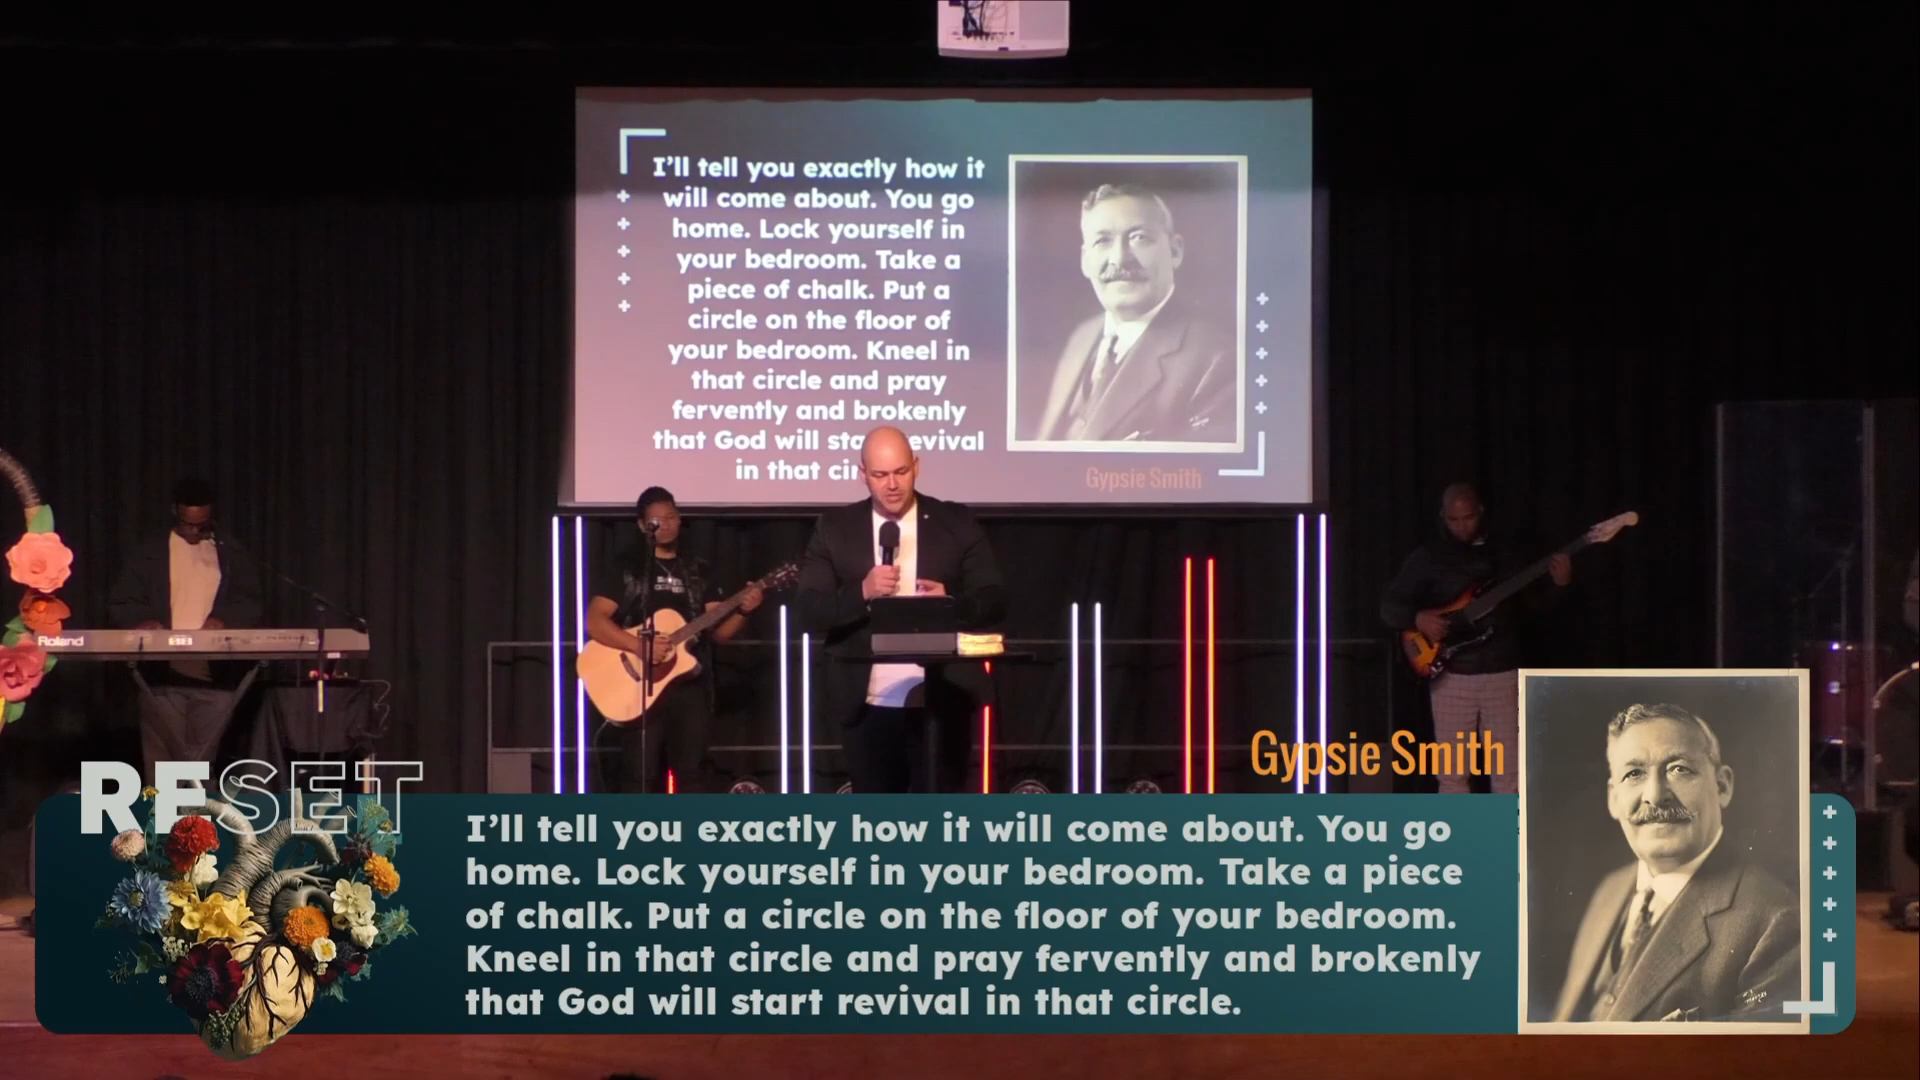 I'll tell you exactly how it
will come about. You go
home. Lock yourself in
your bedroom. Take a
piece of chalk. Put a
circle on the floor of
your bedroom. Kneel in
that circle and pray
fervently and brokenly
that God will evival
in that
Gypsie Smith
Roland
Gypsie Smith
RESET
I'll tell you exactly how it will come about. You go
home. Lock yourself in your bedroom. Take a piece
of chalk. Put a circle on the floor of your bedroom.
Kneel in that circle and pray fervently and brokenly
that God will start revival in that circle.